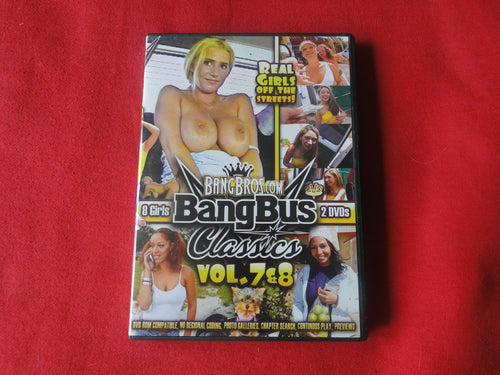 REAL
GIRLS
OFF THE
STREETS!
BANGBROS.COM
8 Girls
BangBus
2 DVDs
Classics
VOL. 7&8
DVD-ROM COMPATIBLE, NO REGIONAL CODING, PHOTO GALLERIES, CHAPTER SEARCH, CONTINOUS PLAY, PREVIEWS